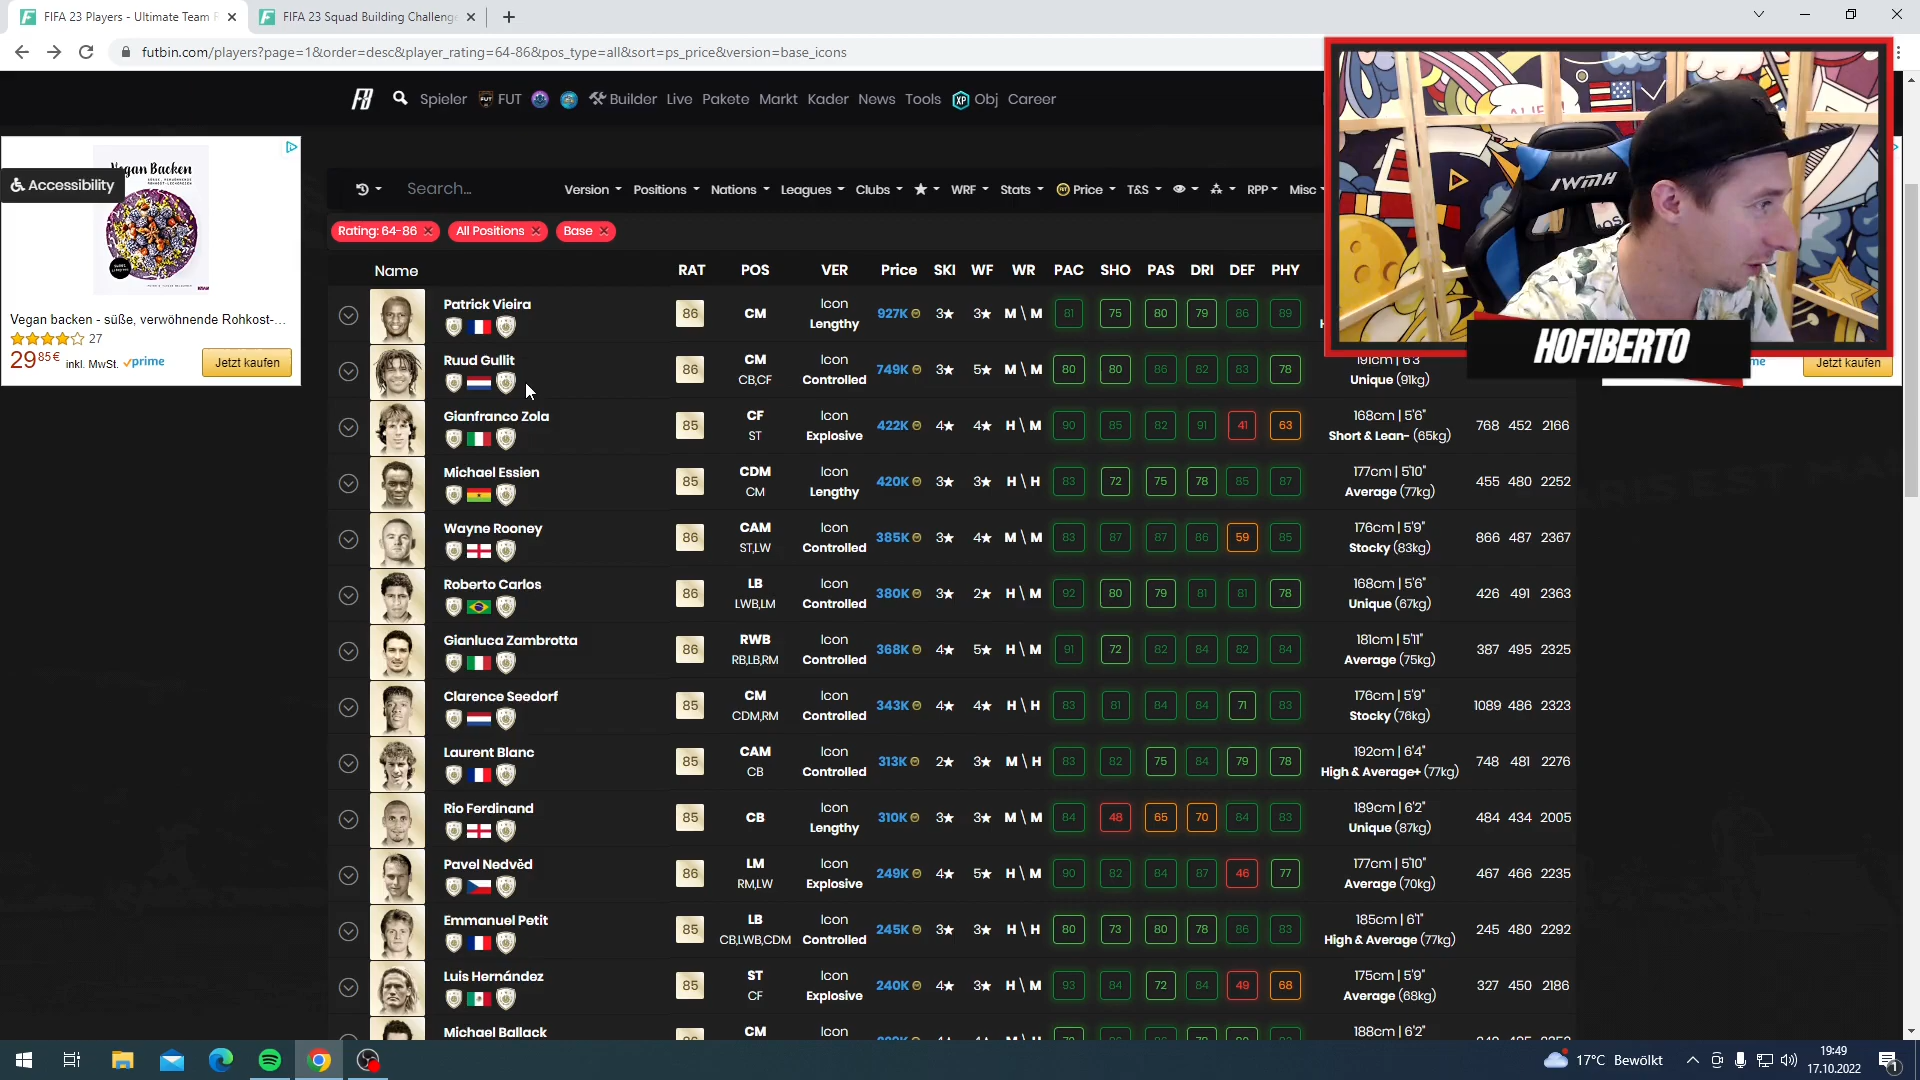 FIFA 23 Players - Ultimate Team F
FIFA 23 Squad Building Challenge
futbin.com/players?page=1&order=desc&player_rating=64-86&pos_type=all&sort=ps_price&version=base_icons
Spieler FUT Builder Live Pakete Markt Kader News Tools XP Obj Career
Accessibility
Vegan Backen
Vegan backen - süße, verwöhnende Rohkost-...
27
29 85€ inkl. MwSt. prime
Jetzt kaufen
Search... Version Positions Nations Leagues Clubs WRF Stats Price T&S RPP Misc
Rating: 64-86 All Positions Base
Name RAT POS VER Price SKI WF WR PAC SHO PAS DRI DEF PHY
Patrick Vieira 86 CM Icon Lengthy 927K 3★ 3★ M \ M 81 75 80 79 86 89
Ruud Gullit 86 CM CB,CF Icon Controlled 749K 3★ 5★ M \ M 80 80 86 82 83 78 191cm | 6'3" Unique (91kg)
Gianfranco Zola 85 CF ST Icon Explosive 422K 4★ 4★ H \ M 90 85 82 91 41 63 168cm | 5'6" Short & Lean- (65kg) 768 452 2166
Michael Essien 85 CDM CM Icon Lengthy 420K 3★ 3★ H \ H 83 72 75 78 85 87 177cm | 5'10" Average (77kg) 455 480 2252
Wayne Rooney 86 CAM ST,LW Icon Controlled 385K 3★ 4★ M \ M 83 87 87 86 59 85 176cm | 5'9" Stocky (83kg) 866 487 2367
Roberto Carlos 86 LB LWB,LM Icon Controlled 380K 3★ 2★ H \ M 92 80 79 81 81 78 168cm | 5'6" Unique (67kg) 426 491 2363
Gianluca Zambrotta 86 RWB RB,LB,RM Icon Controlled 368K 4★ 5★ H \ M 91 72 82 84 82 84 181cm | 5'11" Average (75kg) 387 495 2325
Clarence Seedorf 85 CM CDM,RM Icon Controlled 343K 4★ 4★ H \ H 83 81 84 84 71 83 176cm | 5'9" Stocky (76kg) 1089 486 2323
Laurent Blanc 85 CAM CB Icon Controlled 313K 2★ 3★ M \ H 83 82 75 84 79 78 192cm | 6'4" High & Average+ (77kg) 748 481 2276
Rio Ferdinand 85 CB Icon Lengthy 310K 3★ 3★ M \ M 84 48 65 70 84 83 189cm | 6'2" Unique (87kg) 484 434 2005
Pavel Nedvěd 86 LM RM,LW Icon Explosive 249K 4★ 5★ H \ M 90 82 84 87 46 77 177cm | 5'10" Average (70kg) 467 466 2235
Emmanuel Petit 85 LB CB,LWB,CDM Icon Controlled 245K 3★ 3★ H \ H 80 73 80 78 86 83 185cm | 6'1" High & Average (77kg) 245 480 2292
Luis Hernández 85 ST CF Icon Explosive 240K 4★ 3★ H \ M 93 84 72 84 49 68 175cm | 5'9" Average (68kg) 327 450 2186
Michael Ballack CM Icon 188cm | 6'2"
IWMH
HOFIBERTO
Jetzt kaufen
17°C Bewölkt
19:49
17.10.2022